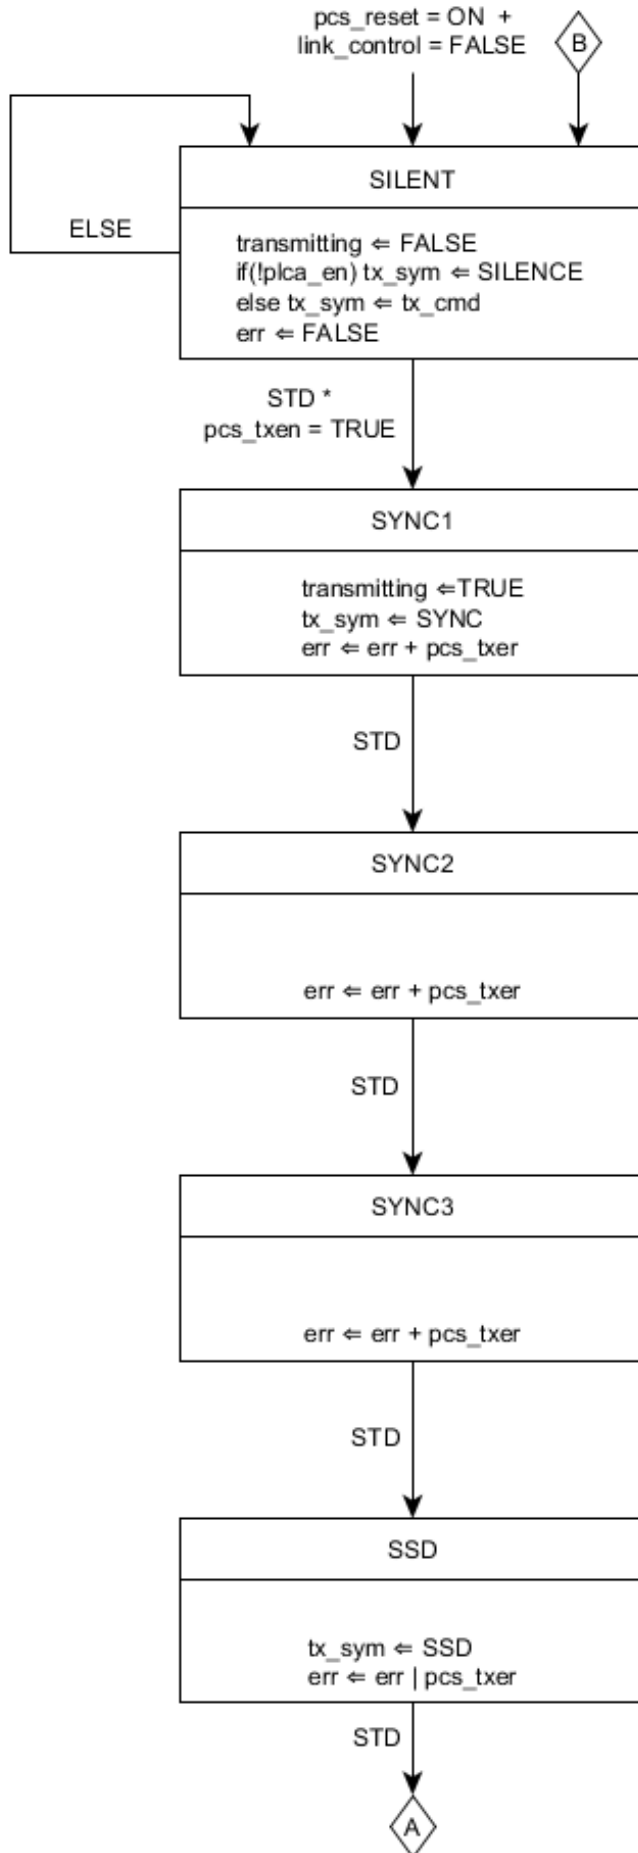 pcs_reset = ON +
link_control = FALSE
B
SILENT
ELSE
transmitting ⇐ FALSE
if(!plca_en) tx_sym ⇐ SILENCE
else tx_sym ⇐ tx_cmd
err ⇐ FALSE
STD *
pcs_txen = TRUE
SYNC1
transmitting ⇐TRUE
tx_sym ⇐ SYNC
err ⇐ err + pcs_txer
STD
SYNC2
err ⇐ err + pcs_txer
STD
SYNC3
err ⇐ err + pcs_txer
STD
SSD
tx_sym ⇐ SSD
err ⇐ err | pcs_txer
STD
A